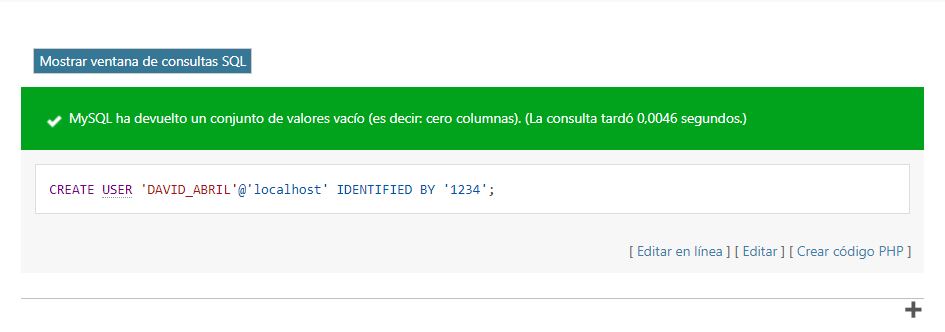 Mostrar ventana de consultas SQL
MySQL ha devuelto un conjunto de valores vacío (es decir: cero columnas). (La consulta tardó 0,0046 segundos.)
CREATE USER 'DAVID_ABRIL'@'localhost' IDENTIFIED BY '1234';
[ Editar en línea ] [ Editar ] [ Crear código PHP ]